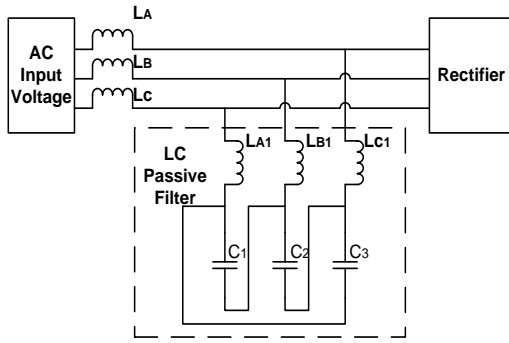 LA
AC
Input
Voltage
LB
LC
Rectifier
LC
Passive
Filter
LA1
LB1
LC1
C1
C2
C3